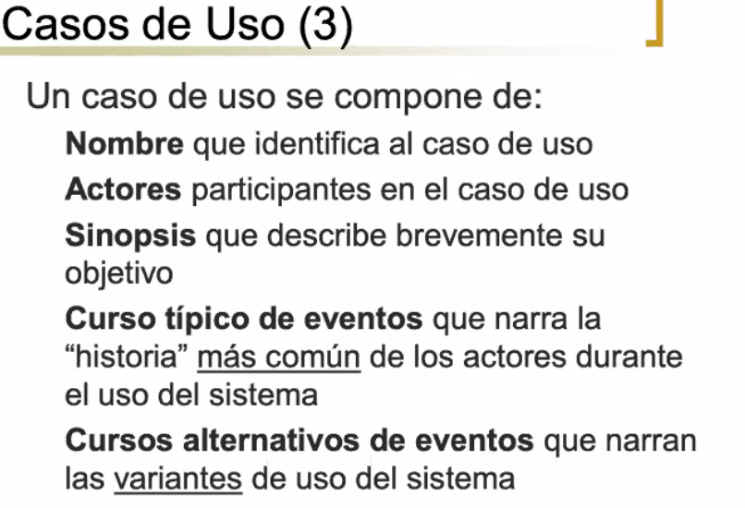 Casos de Uso (3)
Un caso de uso se compone de:
Nombre que identifica al caso de uso
Actores participantes en el caso de uso
Sinopsis que describe brevemente su
objetivo
Curso típico de eventos que narra la
“historia” más común de los actores durante
el uso del sistema
Cursos alternativos de eventos que narran
las variantes de uso del sistema